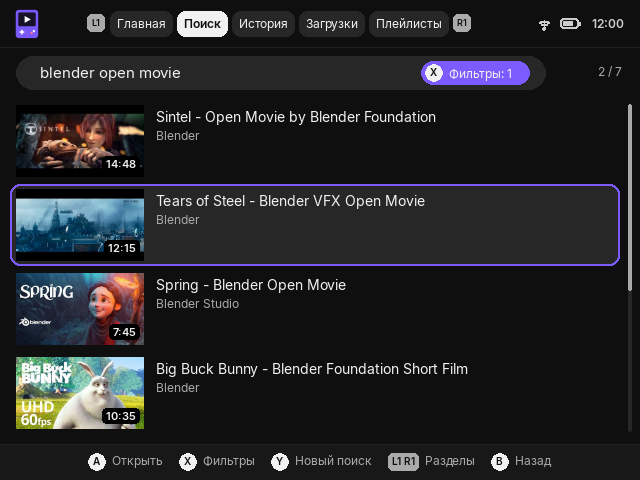 L1 Главная Поиск История Загрузки Плейлисты R1 12:00
blender open movie X Фильтры: 1 2 / 7
SINTEL
14:48
Sintel - Open Movie by Blender Foundation
Blender
12:15
Tears of Steel - Blender VFX Open Movie
Blender
SPRING
blender
7:45
Spring - Blender Open Movie
Blender Studio
Big Buck
BUNNY
UHD
60fps
10:35
Big Buck Bunny - Blender Foundation Short Film
Blender
A Открыть X Фильтры Y Новый поиск L1 R1 Разделы B Назад